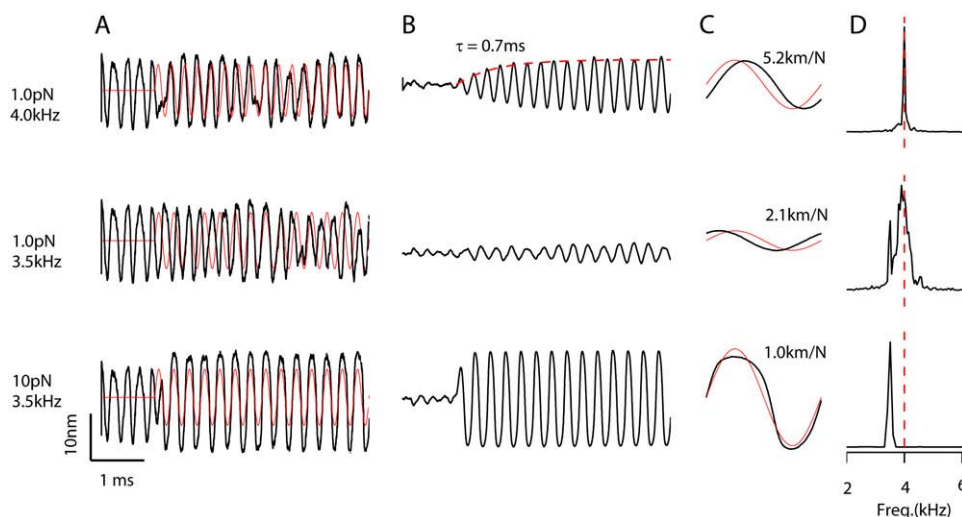 A
B
C
D
τ = 0.7ms
5.2km/N
1.0pN
4.0kHz
2.1km/N
1.0pN
3.5kHz
1.0km/N
10pN
3.5kHz
10nm
1 ms
2
4
6
Freq.(kHz)